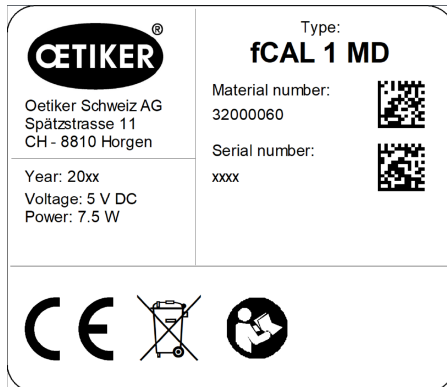 OETIKER®
Oetiker Schweiz AG
Spätzstrasse 11
CH - 8810 Horgen
Year: 20xx
Voltage: 5 V DC
Power: 7.5 W
Type:
fCAL 1 MD
Material number:
32000060
Serial number:
xxxx
CE